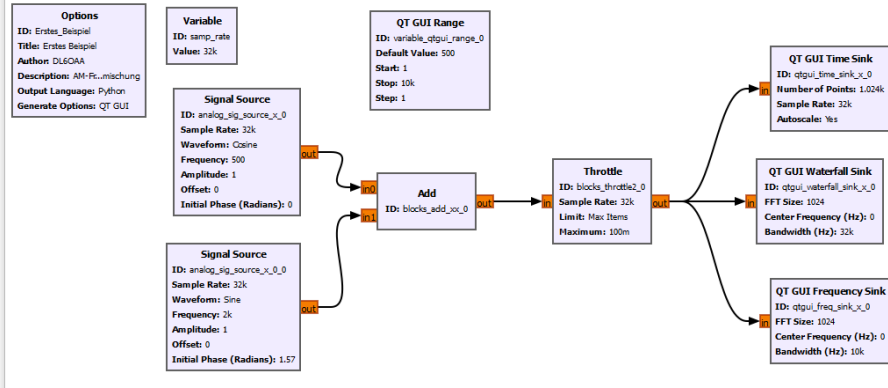 Options
ID: Erstes_Beispiel
Title: Erstes Beispiel
Author: DL6OAA
Description: AM-Fr...mischung
Output Language: Python
Generate Options: QT GUI
Variable
ID: samp_rate
Value: 32k
QT GUI Range
ID: variable_qtgui_range_0
Default Value: 500
Start: 1
Stop: 10k
Step: 1
Signal Source
ID: analog_sig_source_x_0
Sample Rate: 32k
Waveform: Cosine
Frequency: 500
Amplitude: 1
Offset: 0
Initial Phase (Radians): 0
out
Signal Source
ID: analog_sig_source_x_0_0
Sample Rate: 32k
Waveform: Sine
Frequency: 2k
Amplitude: 1
Offset: 0
Initial Phase (Radians): 1.57
out
in0
in1
Add
ID: blocks_add_xx_0
out
in
Throttle
ID: blocks_throttle2_0
Sample Rate: 32k
Limit: Max Items
Maximum: 100m
out
in
QT GUI Time Sink
ID: qtgui_time_sink_x_0
Number of Points: 1.024k
Sample Rate: 32k
Autoscale: Yes
in
QT GUI Waterfall Sink
ID: qtgui_waterfall_sink_x_0
FFT Size: 1024
Center Frequency (Hz): 0
Bandwidth (Hz): 32k
in
QT GUI Frequency Sink
ID: qtgui_freq_sink_x_0
FFT Size: 1024
Center Frequency (Hz): 0
Bandwidth (Hz): 10k